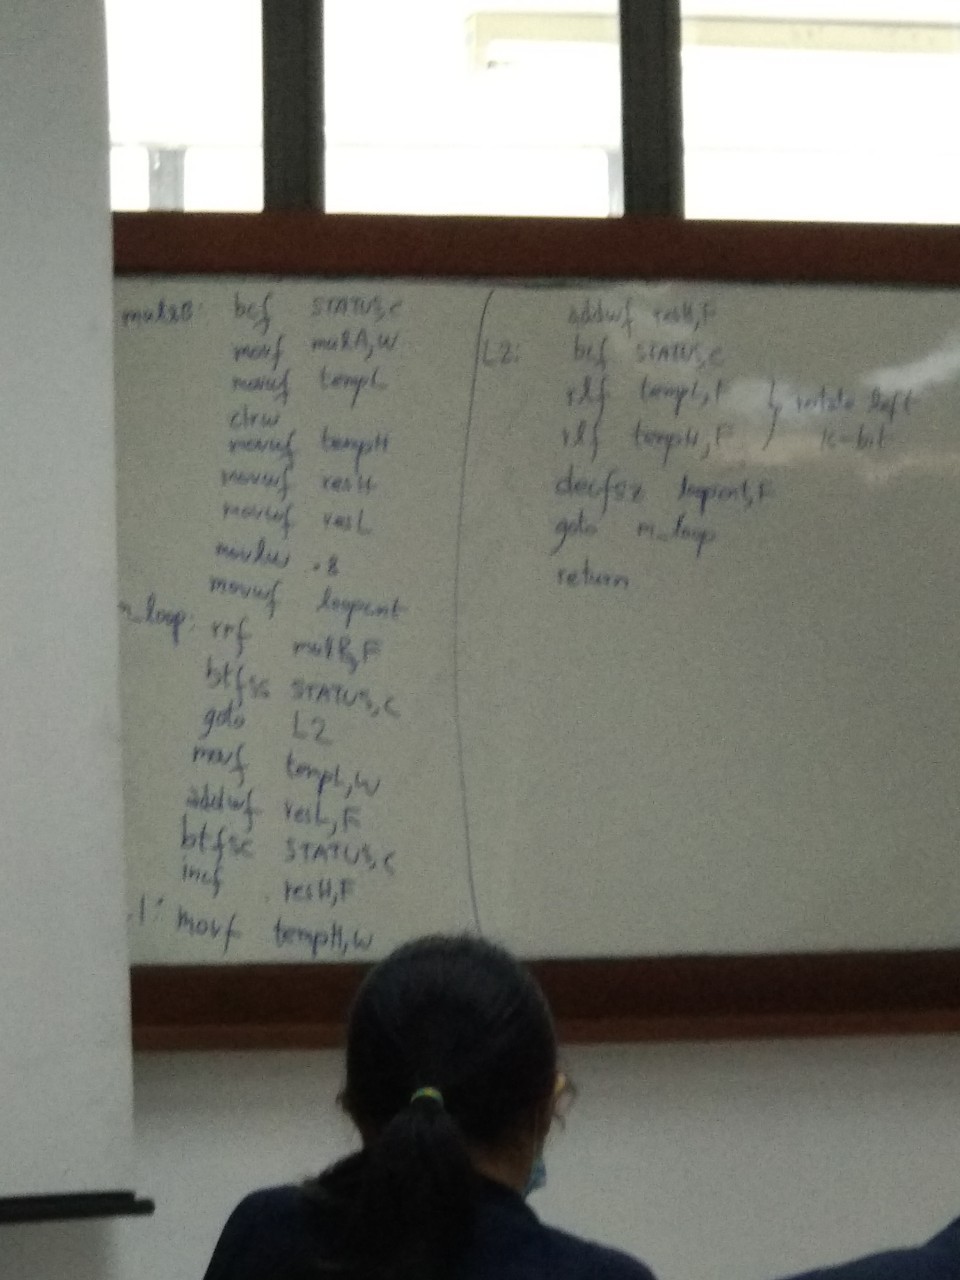 mul8B: bcf STATUS,C
movf mulA,W
movwf tempL
clrw
movwf tempH
movwf resH
movwf resL
movlw .8
movwf loopcnt
m_loop: rrf mulB,F
btfss STATUS,C
goto L2
movf tempL,W
addwf resL,F
btfsc STATUS,C
incf resH,F
L1: movf tempH,W
addwf resH,F
L2: bcf STATUS,C
rlf tempL,F } rotate left
rlf tempH,F 16-bit
decfsz loopcnt,F
goto m_loop
return